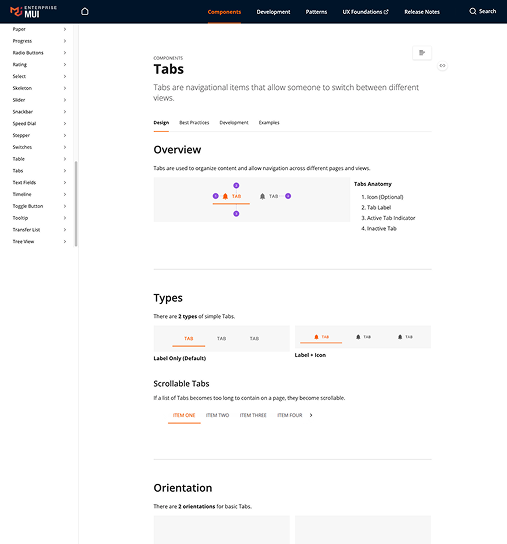 ENTERPRISE
MUI
Components
Development
Patterns
UX Foundations
Release Notes
Search
Paper
Progress
Radio Buttons
Rating
Select
Skeleton
Slider
Snackbar
Speed Dial
Stepper
Switches
Table
Tabs
Text Fields
Timeline
Toggle Button
Tooltip
Transfer List
Tree View
COMPONENTS
Tabs
Tabs are navigational items that allow someone to switch between different
views.
Design
Best Practices
Development
Examples
Overview
Tabs are used to organize content and allow navigation across different pages and views.
TAB
TAB
Tabs Anatomy
1. Icon (Optional)
2. Tab Label
3. Active Tab Indicator
4. Inactive Tab
Types
There are 2 types of simple Tabs.
TAB
TAB
TAB
Label Only (Default)
TAB
TAB
TAB
Label + Icon
Scrollable Tabs
If a list of Tabs becomes too long to contain on a page, they become scrollable.
ITEM ONE
ITEM TWO
ITEM THREE
ITEM FOUR
Orientation
There are 2 orientations for basic Tabs.